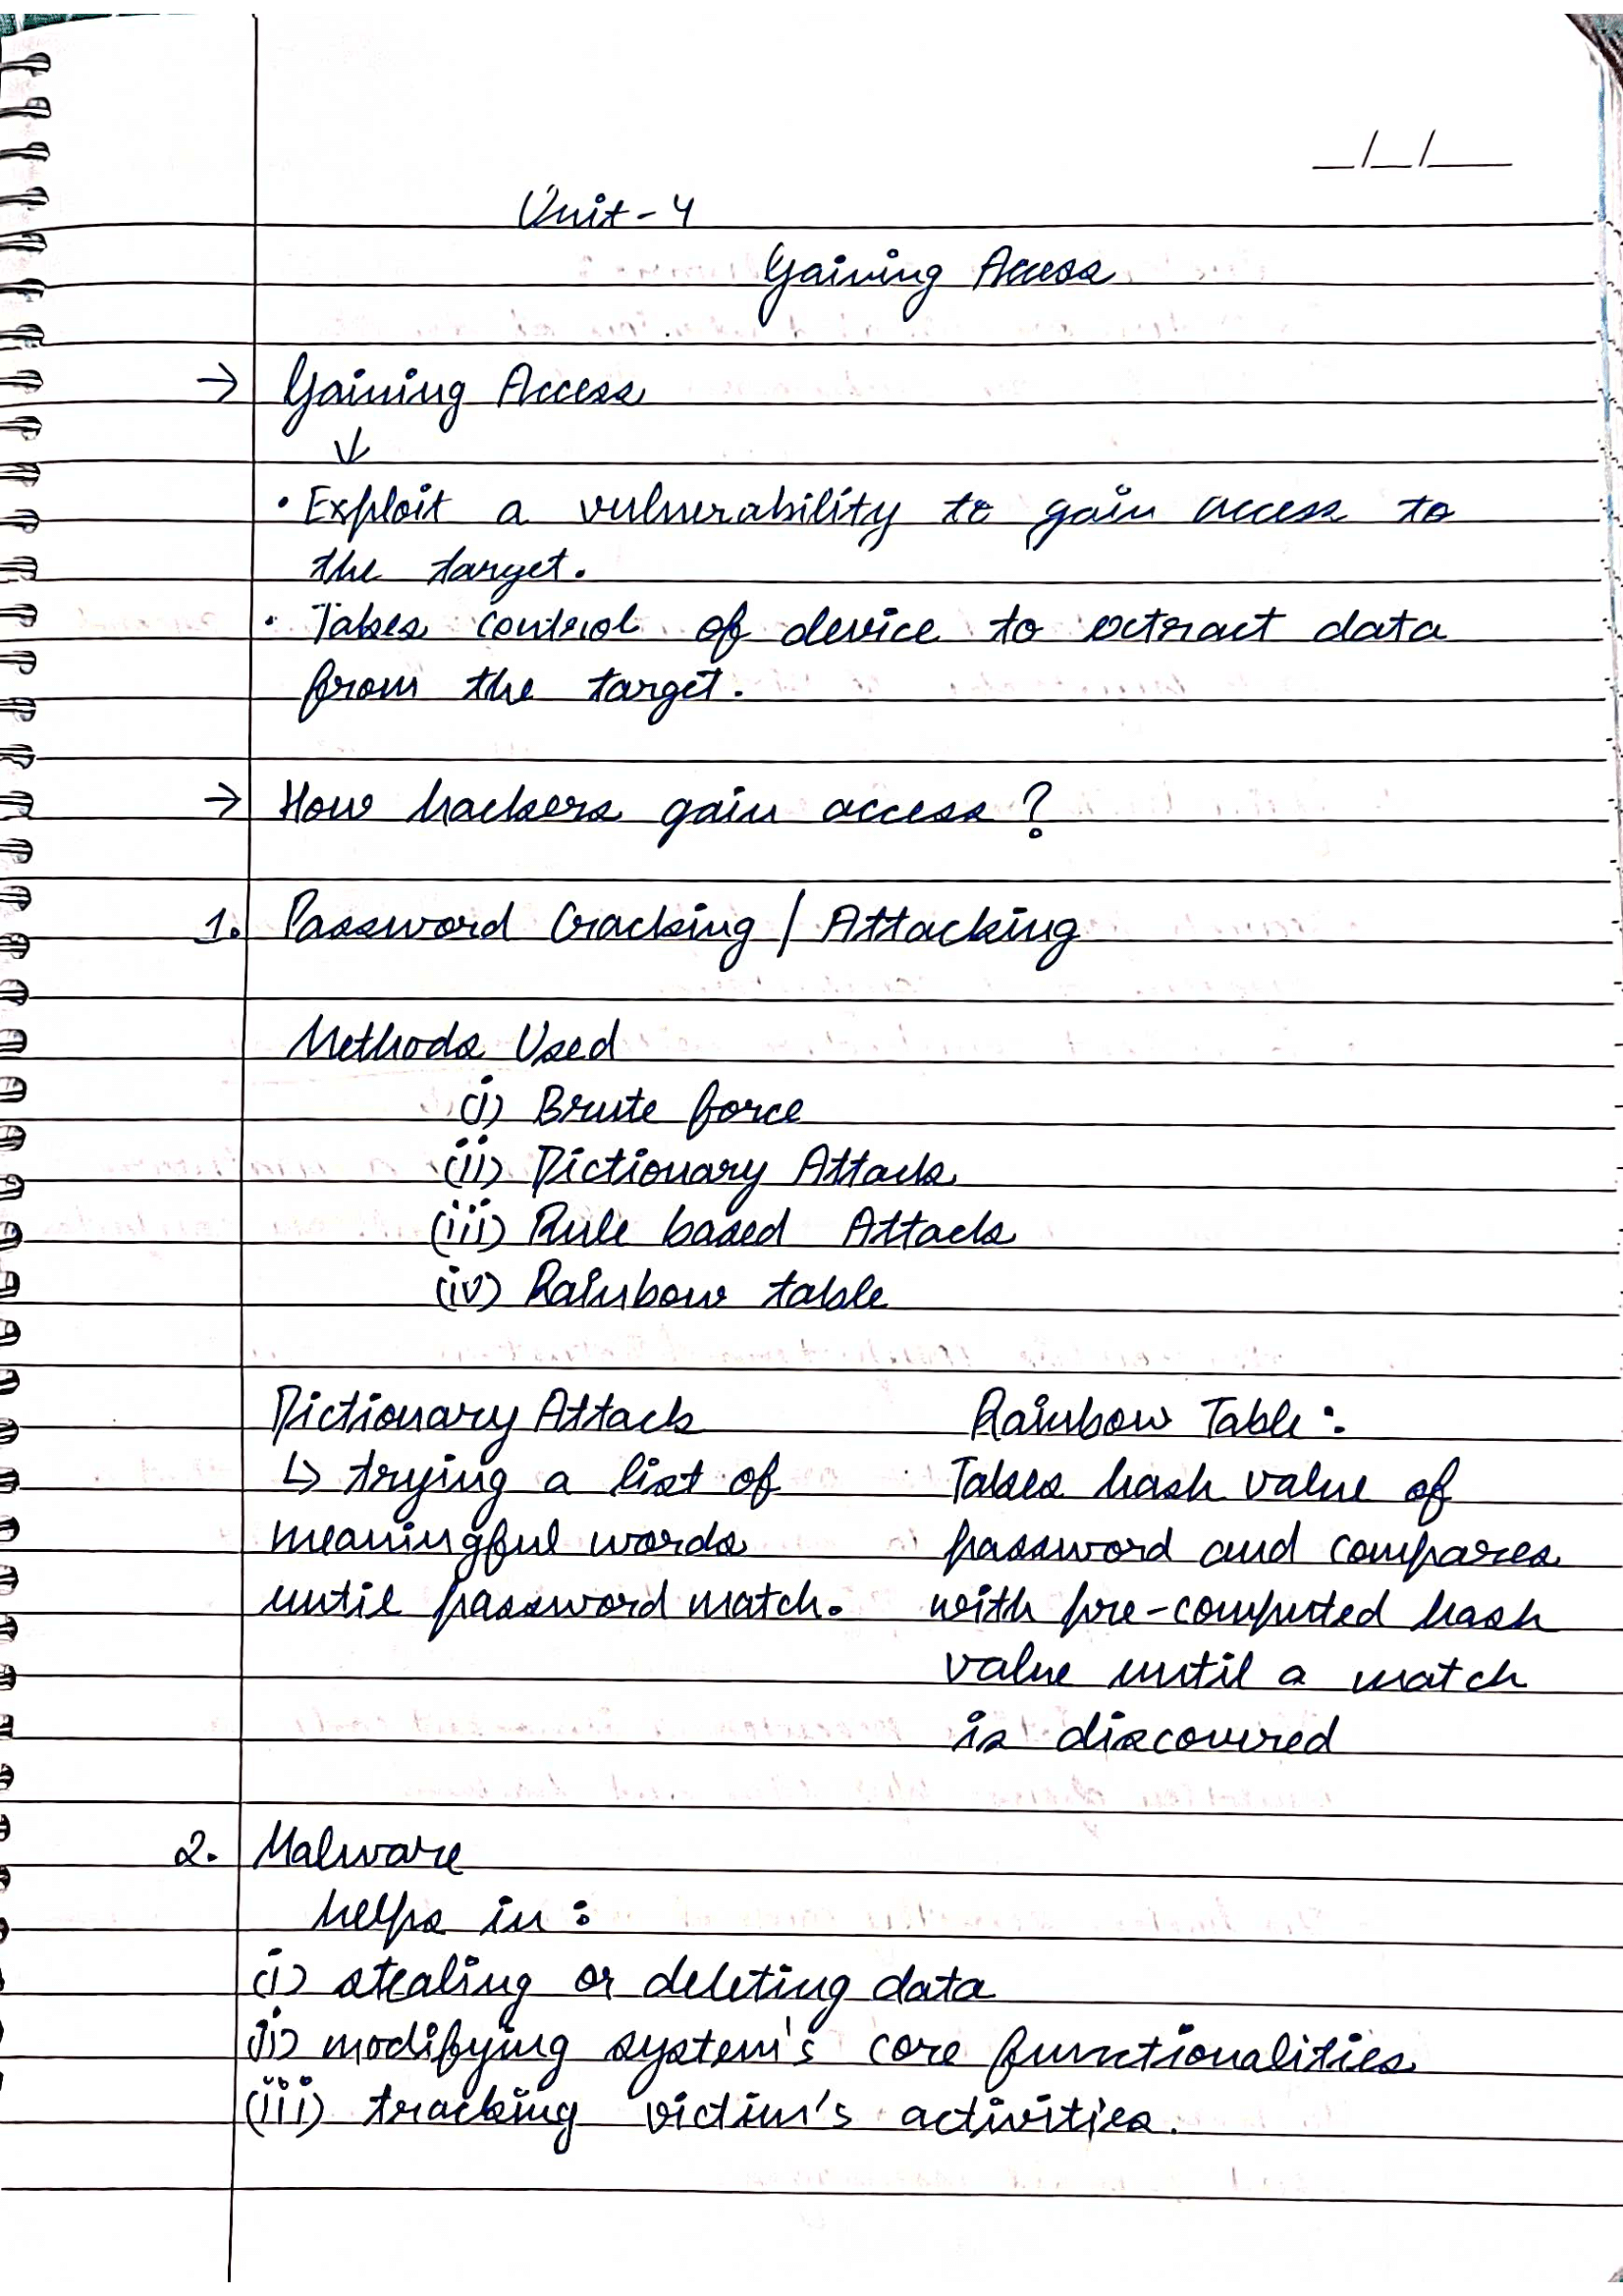 _/_/__
Unit-4
Gaining Access
→ Gaining Access
↓
• Exploit a vulnerability to gain access to
the target.
• Takes control of device to extract data
from the target.
→ How hackers gain access?
1. Password Cracking / Attacking
Methods Used
(i) Brute force
(ii) Dictionary Attack
(iii) Rule based Attack
(iv) Rainbow table
Dictionary Attack
↳ trying a list of
meaningful words
until password match.
Rainbow Table:
Takes hash value of
password and compares
with pre-computed hash
value until a match
is discovered
2. Malware
helps in:
(i) stealing or deleting data
(ii) modifying system's core functionalities
(iii) tracking victim's activities.